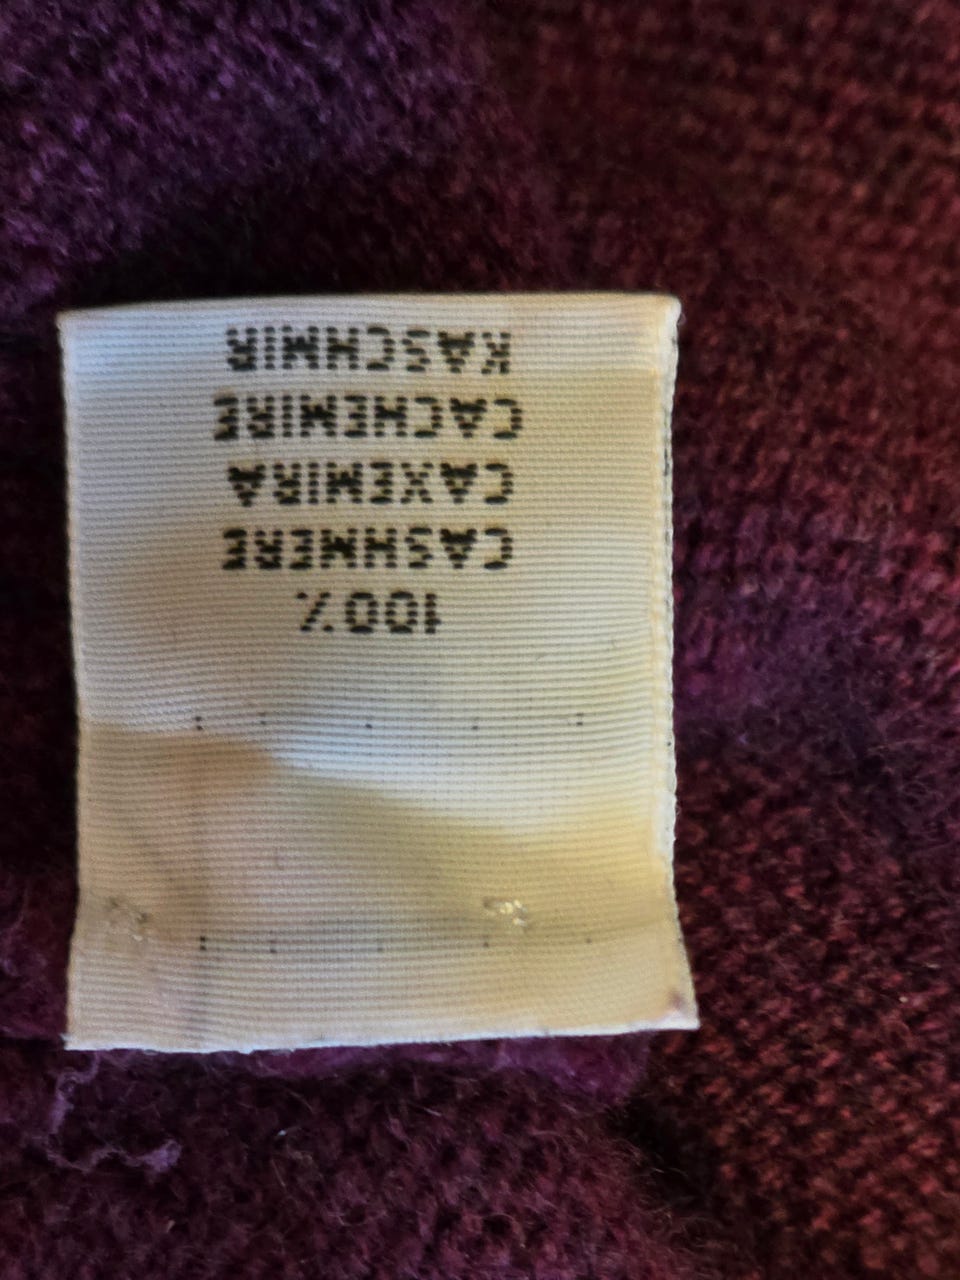 100%
CASHMERE
CAXEMIRA
CACHEMIRE
KASCHMIR